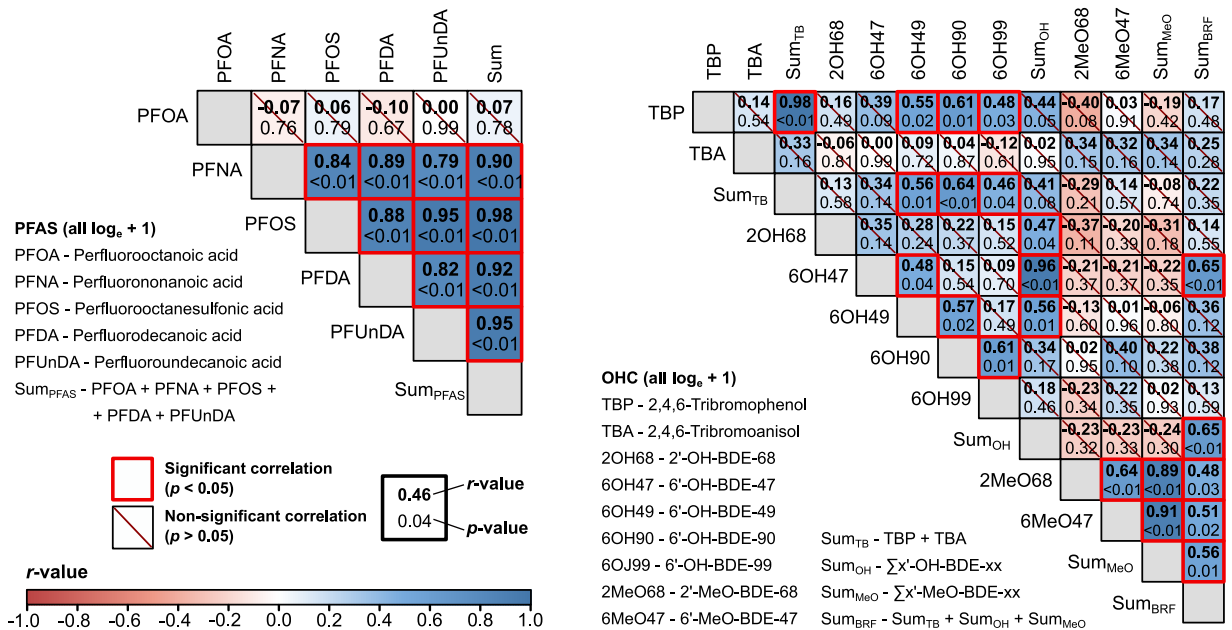 PFOA PFNA PFOS PFDA PFUnDA Sum
PFOA -0.07 0.06 -0.10 0.00 0.07
0.76 0.79 0.67 0.99 0.78
PFNA 0.84 0.89 0.79 0.90
<0.01 <0.01 <0.01 <0.01
PFOS 0.88 0.95 0.98
<0.01 <0.01 <0.01
PFDA 0.82 0.92
<0.01 <0.01
PFUnDA 0.95
<0.01
SumPFAS
PFAS (all loge + 1)
PFOA - Perfluorooctanoic acid
PFNA - Perfluorononanoic acid
PFOS - Perfluorooctanesulfonic acid
PFDA - Perfluorodecanoic acid
PFUnDA - Perfluoroundecanoic acid
SumPFAS - PFOA + PFNA + PFOS +
+ PFDA + PFUnDA
Significant correlation
(p < 0.05)
Non-significant correlation
(p > 0.05)
0.46 r-value
0.04 p-value
r-value
-1.0 -0.8 -0.6 -0.4 -0.2 0.0 0.2 0.4 0.6 0.8 1.0
TBP TBA SumTB 2OH68 6OH47 6OH49 6OH90 6OH99 SumOH 2MeO68 6MeO47 SumMeO SumBRF
TBP 0.14 0.98 0.16 0.39 0.55 0.61 0.48 0.44 -0.40 0.03 -0.19 0.17
0.54 <0.01 0.49 0.09 0.02 0.01 0.03 0.05 0.08 0.91 0.42 0.48
TBA 0.33 -0.06 0.00 0.09 0.04 -0.12 0.02 0.34 0.32 0.34 0.25
0.16 0.81 0.99 0.72 0.87 0.61 0.95 0.15 0.16 0.14 0.28
SumTB 0.13 0.34 0.56 0.64 0.46 0.41 -0.29 0.14 -0.08 0.22
0.58 0.14 0.01 <0.01 0.04 0.08 0.21 0.57 0.74 0.35
2OH68 0.35 0.28 0.22 0.15 0.47 -0.37 -0.20 -0.31 0.14
0.14 0.24 0.37 0.52 0.04 0.11 0.39 0.18 0.55
6OH47 0.48 0.15 0.09 0.96 -0.21 -0.21 -0.22 0.65
0.04 0.54 0.70 <0.01 0.37 0.37 0.35 <0.01
6OH49 0.57 0.17 0.56 -0.13 0.01 -0.06 0.36
0.02 0.49 0.01 0.60 0.96 0.80 0.12
6OH90 0.61 0.34 0.02 0.40 0.22 0.38
0.01 0.17 0.95 0.10 0.38 0.12
6OH99 0.18 -0.23 0.22 0.02 0.13
0.46 0.34 0.35 0.93 0.59
SumOH -0.23 -0.23 -0.24 0.65
0.32 0.33 0.30 <0.01
2MeO68 0.64 0.89 0.48
<0.01 <0.01 0.03
6MeO47 0.91 0.51
<0.01 0.02
SumMeO 0.56
0.01
SumBRF
OHC (all loge + 1)
TBP - 2,4,6-Tribromophenol
TBA - 2,4,6-Tribromoanisol
2OH68 - 2'-OH-BDE-68
6OH47 - 6'-OH-BDE-47
6OH49 - 6'-OH-BDE-49
6OH90 - 6'-OH-BDE-90
6OJ99 - 6'-OH-BDE-99
2MeO68 - 2'-MeO-BDE-68
6MeO47 - 6'-MeO-BDE-47
SumTB - TBP + TBA
SumOH - ∑x'-OH-BDE-xx
SumMeO - ∑x'-MeO-BDE-xx
SumBRF - SumTB + SumOH + SumMeO